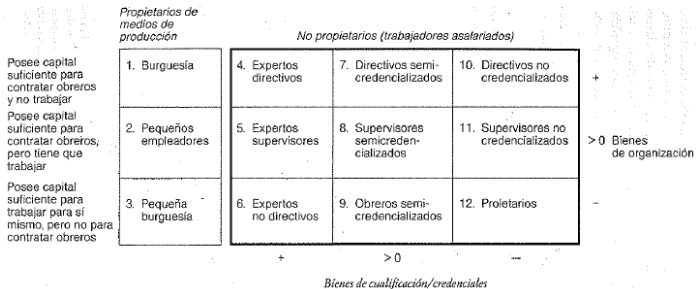 Propietarios de
medios de
producción
No propietarios (trabajadores asalariados)
Posee capital
suficiente para
contratar obreros
y no trabajar
1. Burguesía
4. Expertos
directivos
7. Directivos semi-
credencializados
10. Directivos no
credencializados
+
Posee capital
suficiente para
contratar obreros,
pero tiene que
trabajar
2. Pequeños
empleadores
5. Expertos
supervisores
8. Supervisores
semicreden-
cializados
11. Supervisores no
credencializados
>0 Bienes
de organización
Posee capital
suficiente para
trabajar para sí
mismo, pero no para
contratar obreros
3. Pequeña
burguesía
6. Expertos
no directivos
9. Obreros semi-
credencializados
12. Proletarios
–
+
>0
—
Bienes de cualificación/credenciales